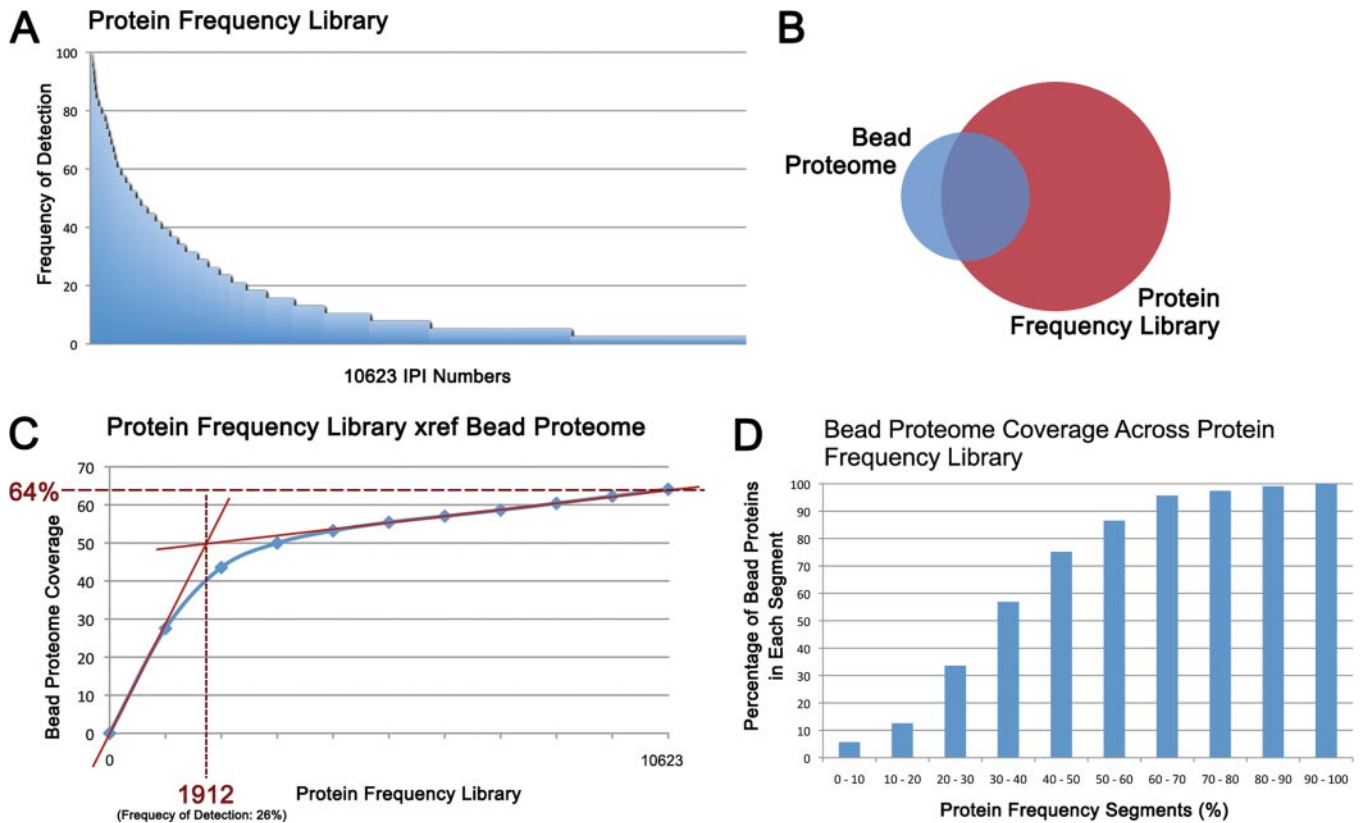 A
Protein Frequency Library
Frequency of Detection
100
80
60
40
20
0
10623 IPI Numbers
B
Bead
Proteome
Protein
Frequency Library
C
Protein Frequency Library xref Bead Proteome
Bead Proteome Coverage
64%
70
60
50
40
30
20
10
0
0
10623
1912
(Frequecy of Detection: 26%)
Protein Frequency Library
D
Bead Proteome Coverage Across Protein
Frequency Library
Percentage of Bead Proteins
in Each Segment
100
90
80
70
60
50
40
30
20
10
0
0 - 10
10 - 20
20 - 30
30 - 40
40 - 50
50 - 60
60 - 70
70 - 80
80 - 90
90 - 100
Protein Frequency Segments (%)